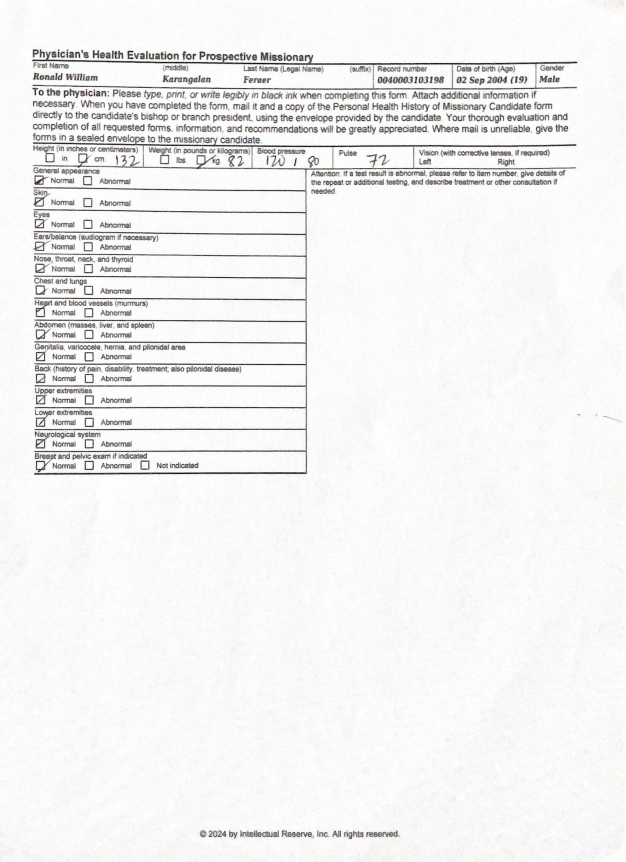 Physician's Health Evaluation for Prospective Missionary
First Name (middle) Last Name (Legal Name) (suffix) Record number Date of birth (Age) Gender
Ronald William Karangalan Feraer 0040003103198 02 Sep 2004 (19) Male
To the physician: Please type, print, or write legibly in black ink when completing this form. Attach additional information if
necessary. When you have completed the form, mail it and a copy of the Personal Health History of Missionary Candidate form
directly to the candidate's bishop or branch president, using the envelope provided by the candidate. Your thorough evaluation and
completion of all requested forms, information, and recommendations will be greatly appreciated. Where mail is unreliable, give the
forms in a sealed envelope to the missionary candidate.
Height (in inches or centimeters) Weight (in pounds or kilograms) Blood pressure Pulse Vision (with corrective lenses, if required)
in cm. 132 lbs. kg 82 120 / 80 72 Left Right
General appearance
Normal Abnormal
Attention: If a test result is abnormal, please refer to item number, give details of
the repeat or additional testing, and describe treatment or other consultation if
needed
Skin
Normal Abnormal
Eyes
Normal Abnormal
Ears/balance (audiogram if necessary)
Normal Abnormal
Nose, throat, neck, and thyroid
Normal Abnormal
Chest and lungs
Normal Abnormal
Heart and blood vessels (murmurs)
Normal Abnormal
Abdomen (masses, liver, and spleen)
Normal Abnormal
Genitalia, varicocele, hernia, and pilonidal area
Normal Abnormal
Back (history of pain, disability, treatment; also pilonidal disease)
Normal Abnormal
Upper extremities
Normal Abnormal
Lower extremities
Normal Abnormal
Neurological system
Normal Abnormal
Breast and pelvic exam if indicated
Normal Abnormal Not indicated
© 2024 by Intellectual Reserve, Inc. All rights reserved.